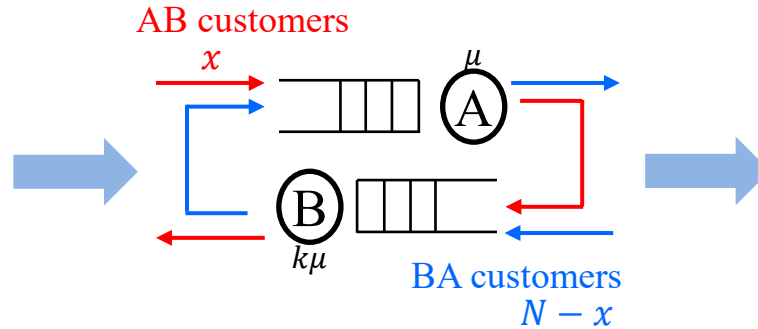 AB customers
x
μ
A
B
kμ
BA customers
N − x